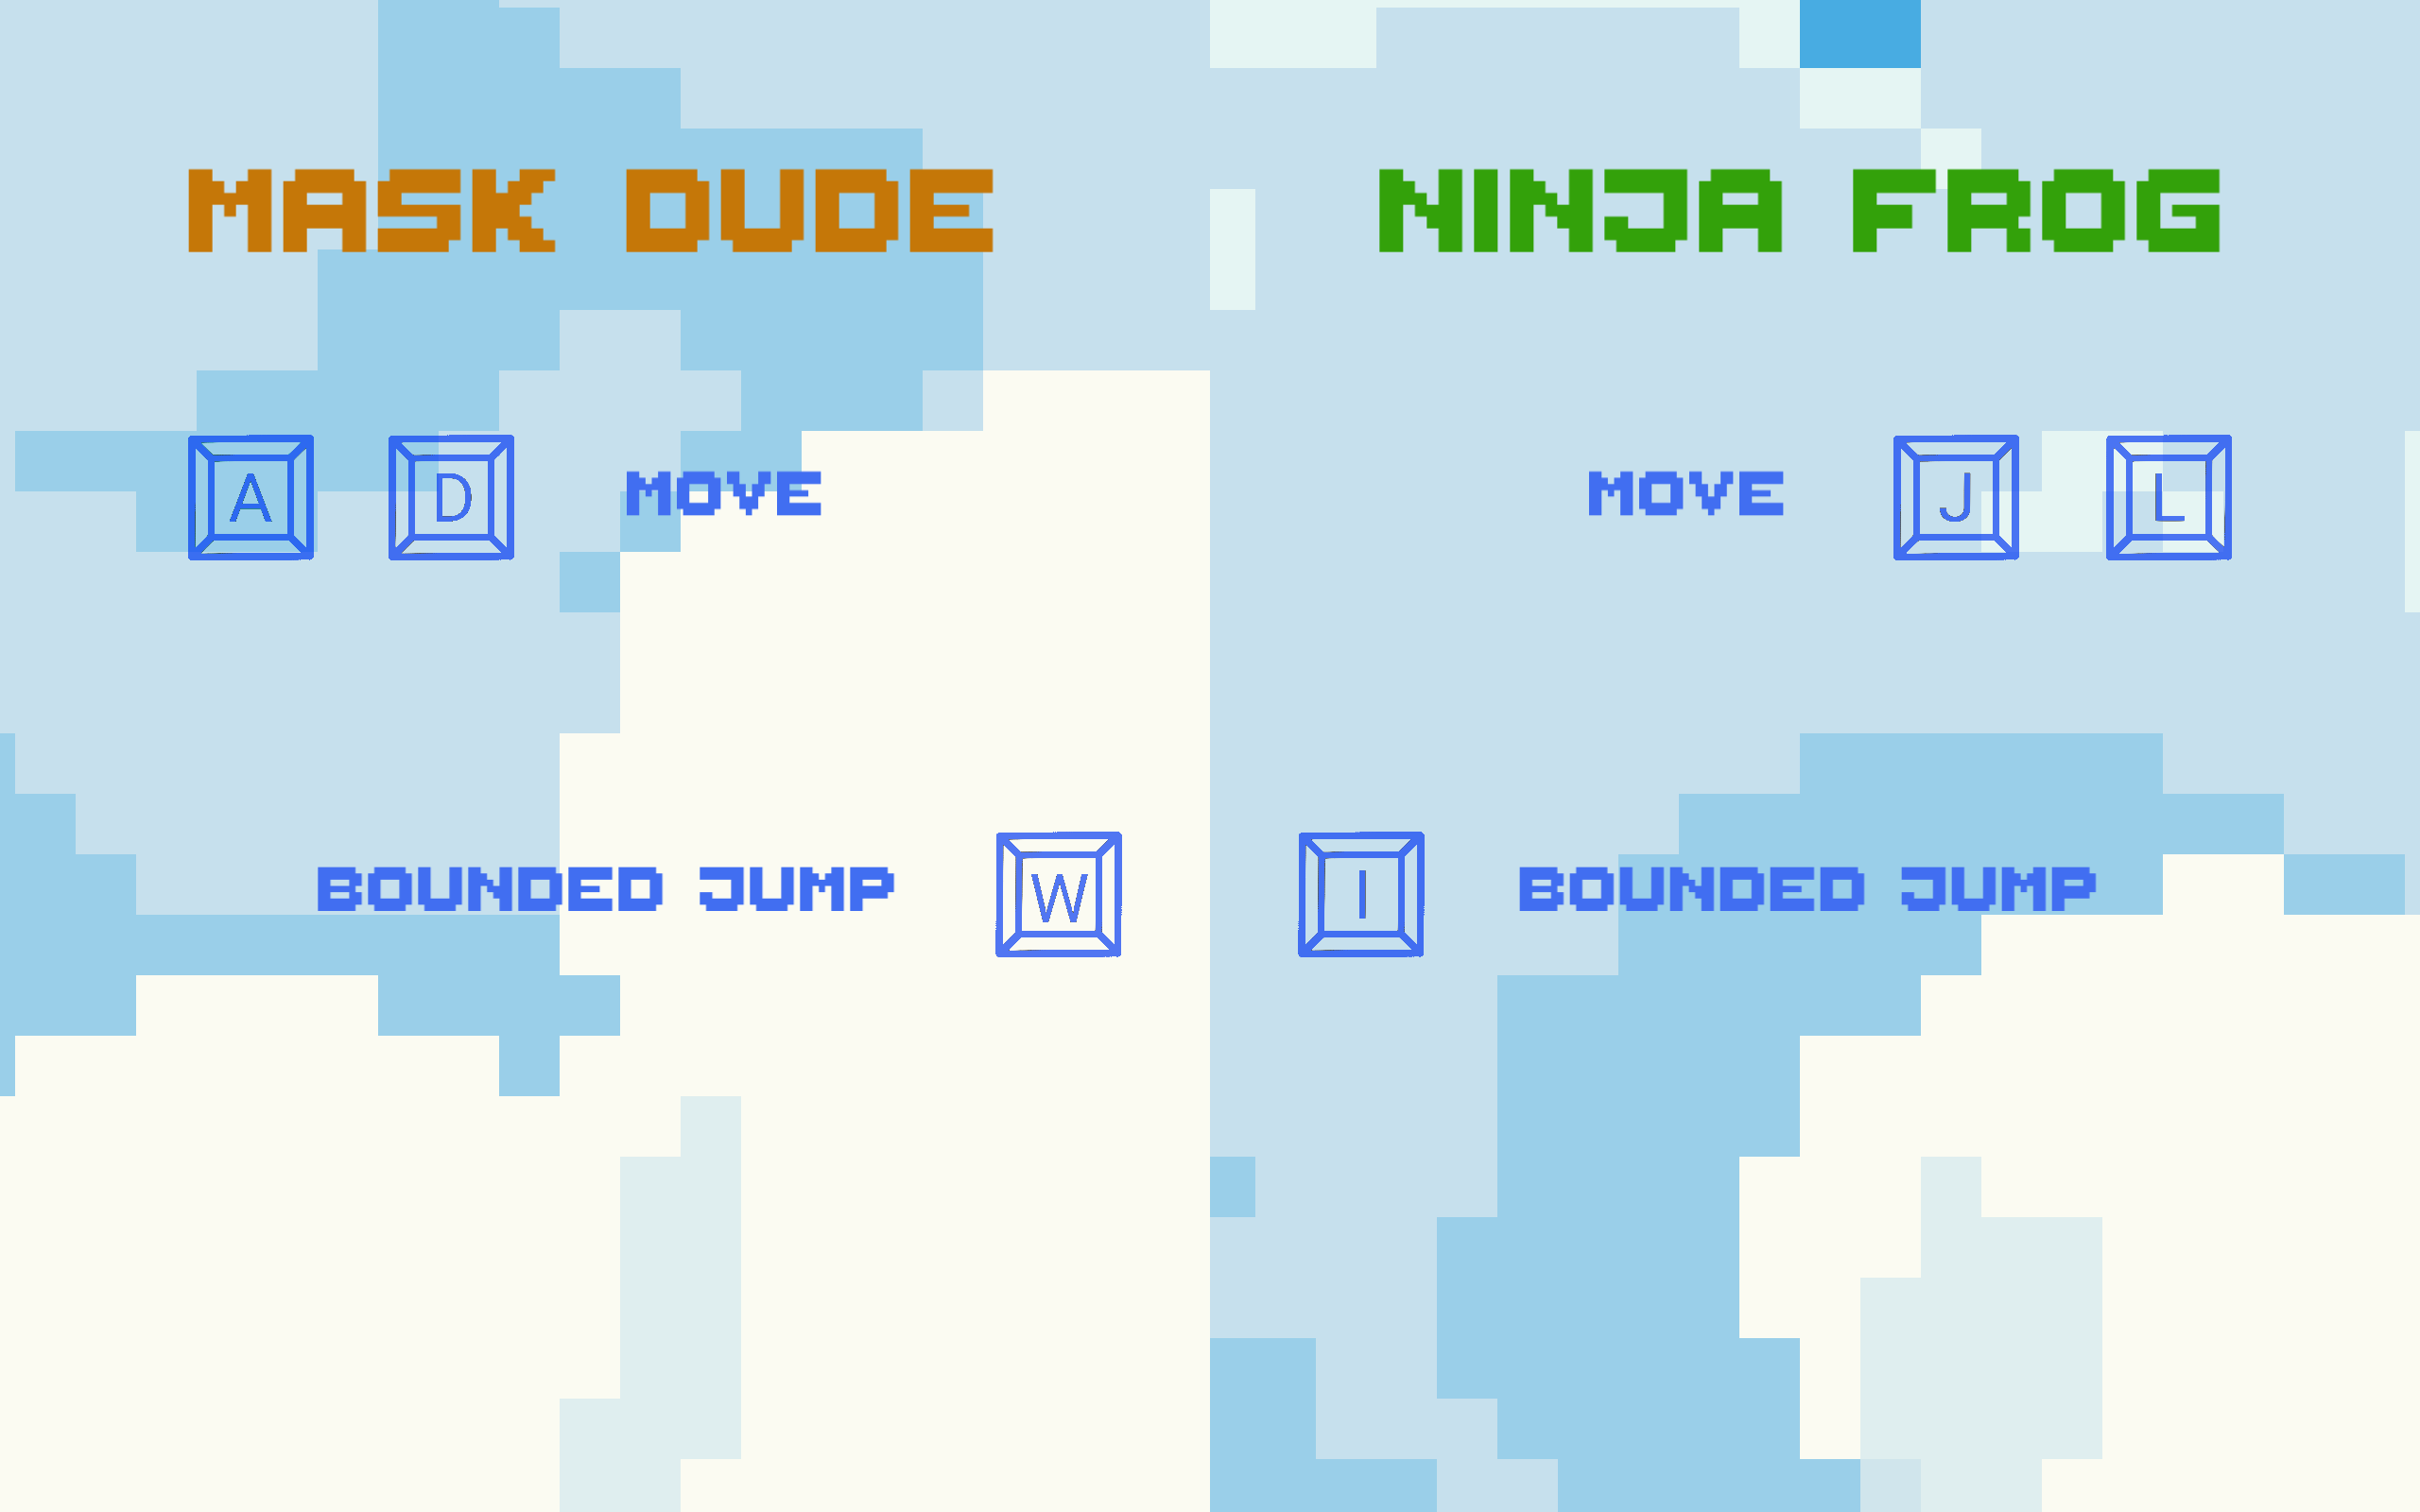 MASK DUDE
A D MOVE
BOUNDED JUMP W
NINJA FROG
MOVE J L
I BOUNDED JUMP